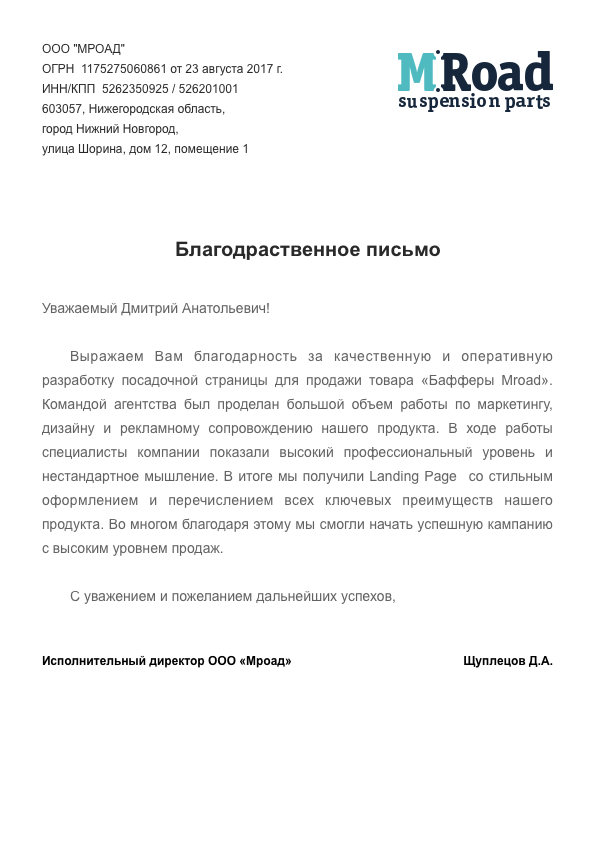 ООО "МРОАД"
ОГРН  1175275060861 от 23 августа 2017 г.
ИНН/КПП  5262350925 / 526201001
603057, Нижегородская область,
город Нижний Новгород,
улица Шорина, дом 12, помещение 1
M:Road
suspension parts
Благодраственное письмо
Уважаемый Дмитрий Анатольевич!
Выражаем Вам благодарность за качественную и оперативную
разработку посадочной страницы для продажи товара «Бафферы Mroad».
Командой агентства был проделан большой объем работы по маркетингу,
дизайну и рекламному сопровождению нашего продукта. В ходе работы
специалисты компании показали высокий профессиональный уровень и
нестандартное мышление. В итоге мы получили Landing Page  со стильным
оформлением и перечислением всех ключевых преимуществ нашего
продукта. Во многом благодаря этому мы смогли начать успешную кампанию
с высоким уровнем продаж.
С уважением и пожеланием дальнейших успехов,
Исполнительный директор ООО «Мроад»
Щуплецов Д.А.